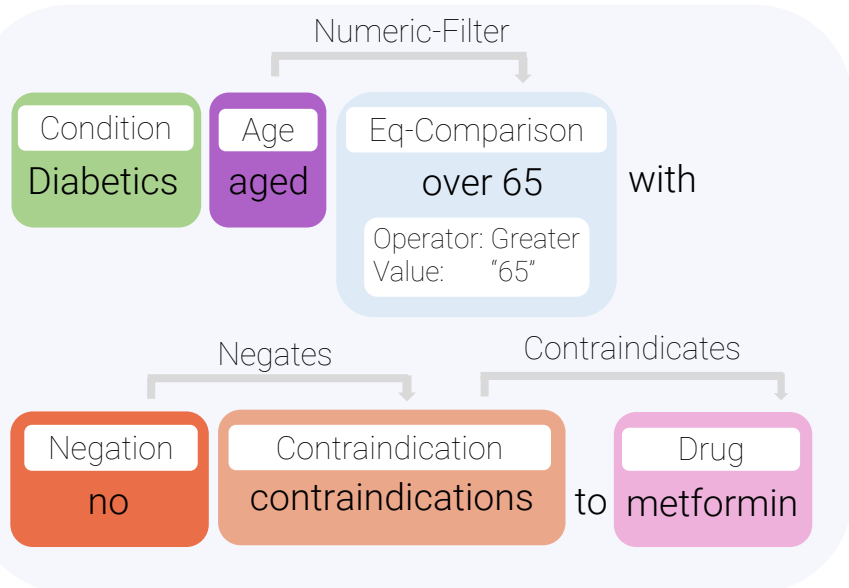 Numeric-Filter
Condition Age Eq-Comparison
Diabetics aged over 65 with
Operator: Greater
Value: “65”
Negates Contraindicates
Negation Contraindication Drug
no contraindications to metformin